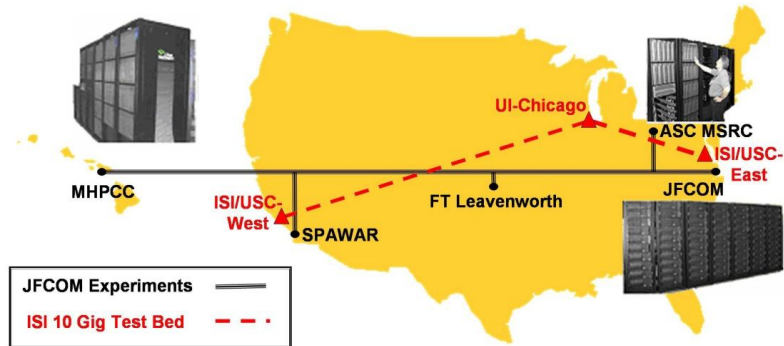 UI-Chicago
ASC MSRC
ISI/USC-
East
MHPCC
ISI/USC-
West
FT Leavenworth
JFCOM
SPAWAR
JFCOM Experiments
ISI 10 Gig Test Bed